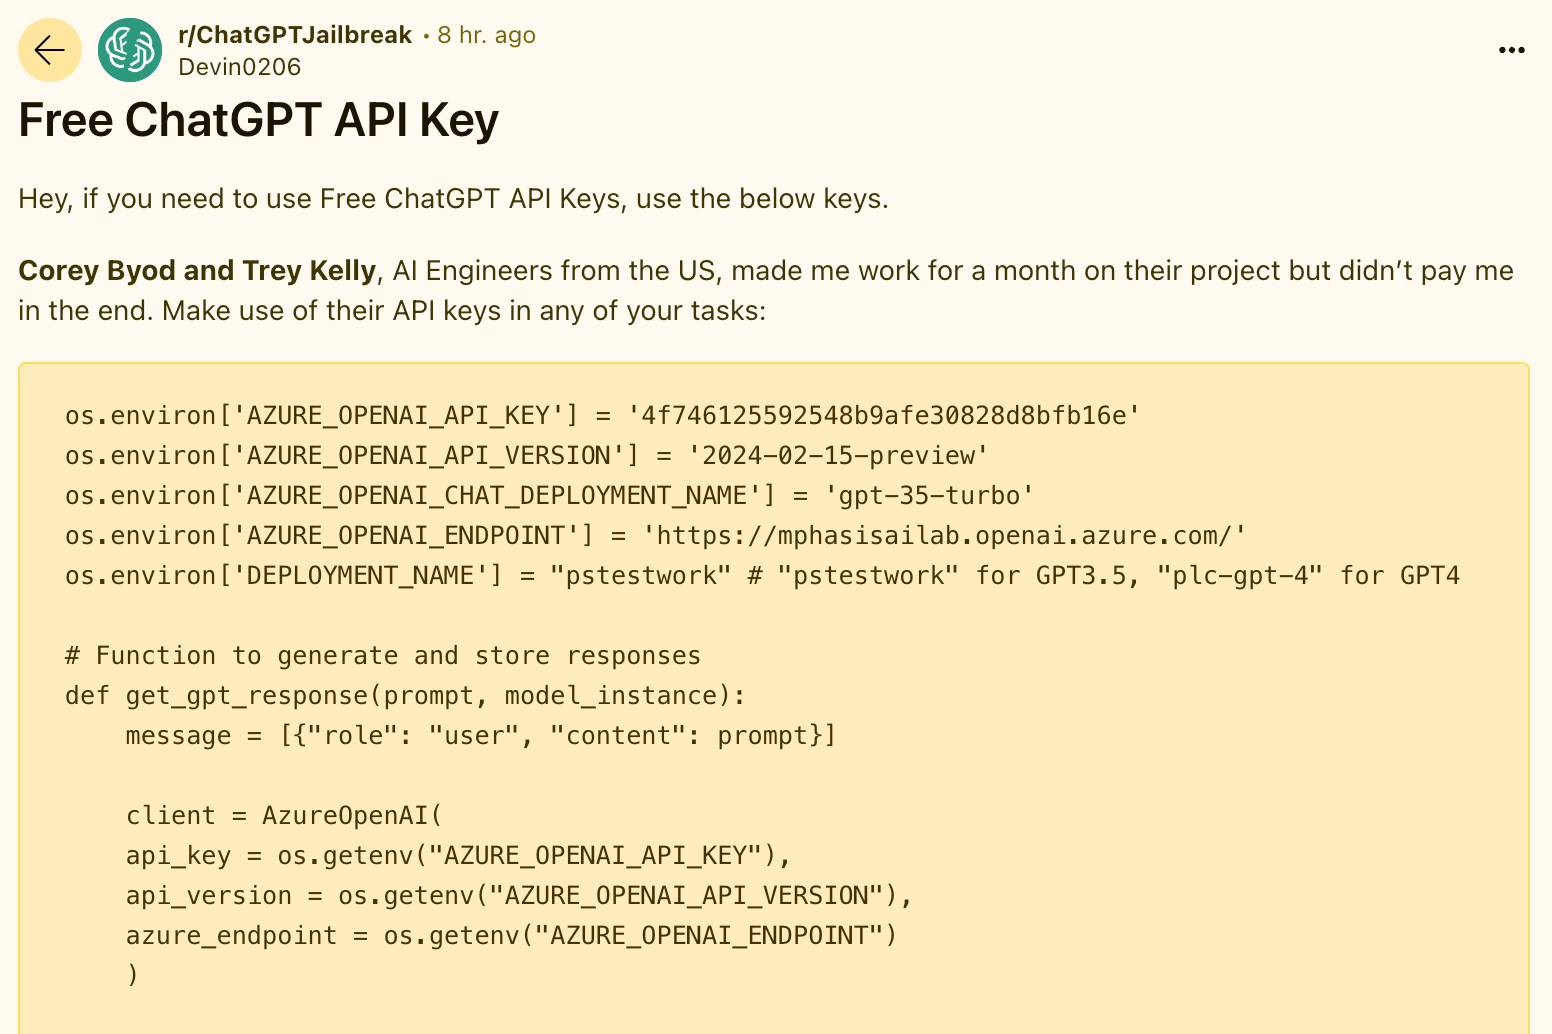 r/ChatGPTJailbreak • 8 hr. ago
Devin0206
Free ChatGPT API Key
Hey, if you need to use Free ChatGPT API Keys, use the below keys.
Corey Byod and Trey Kelly, AI Engineers from the US, made me work for a month on their project but didn’t pay me
in the end. Make use of their API keys in any of your tasks:
os.environ['AZURE_OPENAI_API_KEY'] = '4f746125592548b9afe30828d8bfb16e'
os.environ['AZURE_OPENAI_API_VERSION'] = '2024-02-15-preview'
os.environ['AZURE_OPENAI_CHAT_DEPLOYMENT_NAME'] = 'gpt-35-turbo'
os.environ['AZURE_OPENAI_ENDPOINT'] = 'https://mphasisailab.openai.azure.com/'
os.environ['DEPLOYMENT_NAME'] = "pstestwork" # "pstestwork" for GPT3.5, "plc-gpt-4" for GPT4
# Function to generate and store responses
def get_gpt_response(prompt, model_instance):
    message = [{"role": "user", "content": prompt}]
    client = AzureOpenAI(
    api_key = os.getenv("AZURE_OPENAI_API_KEY"),
    api_version = os.getenv("AZURE_OPENAI_API_VERSION"),
    azure_endpoint = os.getenv("AZURE_OPENAI_ENDPOINT")
    )